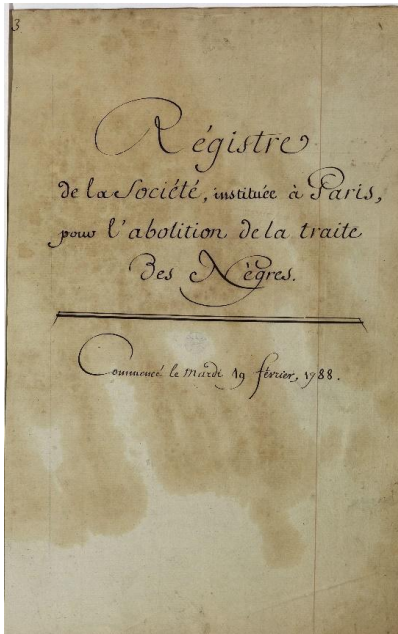 3
Régistre
de la Société, instituée à Paris,
pour l'abolition de la traite
Des Nègres.
Commencé le Mardi 19 février, 1788.